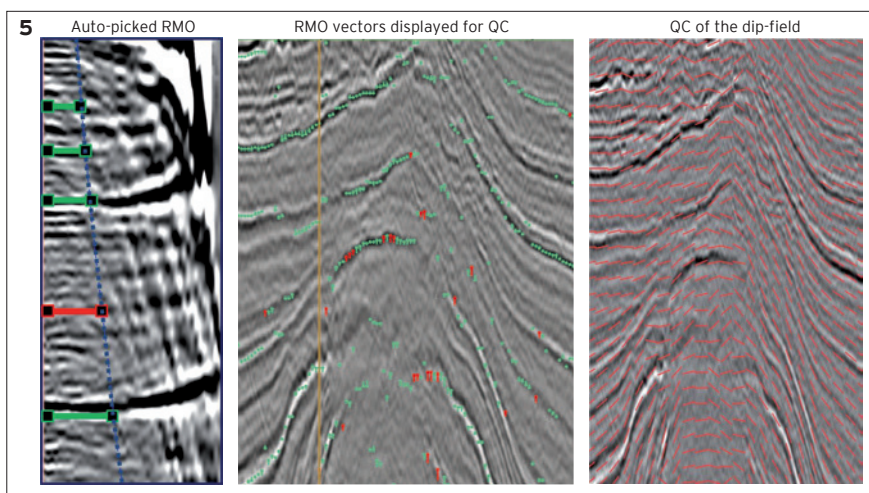 5
Auto-picked RMO
RMO vectors displayed for QC
QC of the dip-field